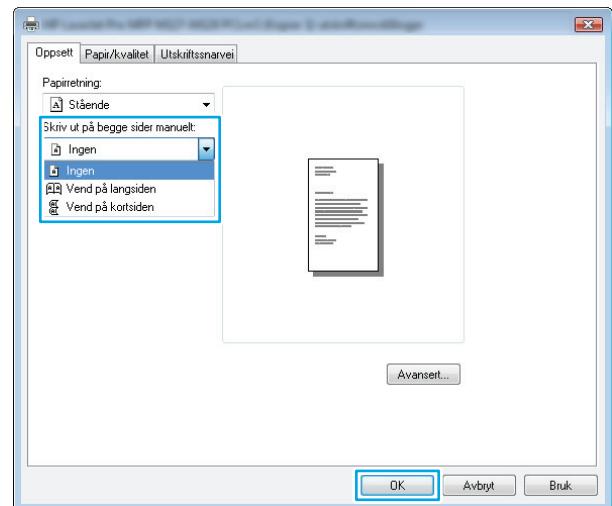 Oppsett Papir/kvalitet Utskriftssnarvei
Papirretning:
A Stående
Skriv ut på begge sider manuelt:
Ingen
Ingen
Vend på langsiden
Vend på kortsiden
Avansert...
OK Avbryt Bruk